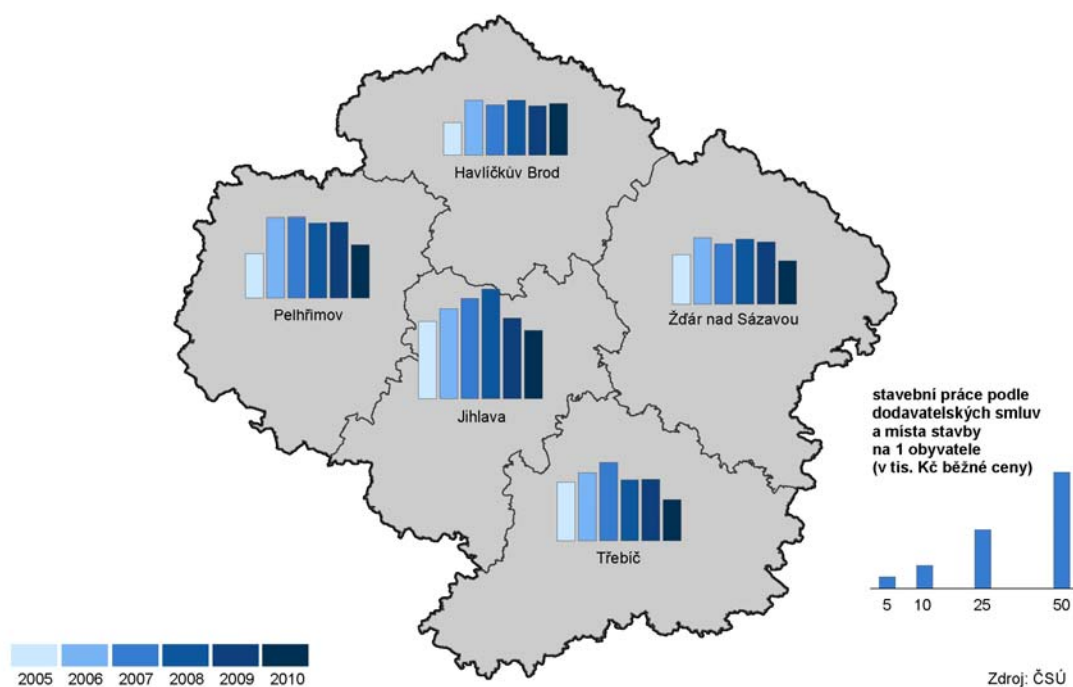 Havlíčkův Brod
Pelhřimov
Žďár nad Sázavou
Jihlava
Třebíč
stavební práce podle
dodavatelských smluv
a místa stavby
na 1 obyvatele
(v tis. Kč běžné ceny)
5 10 25 50
2005 2006 2007 2008 2009 2010
Zdroj: ČSÚ